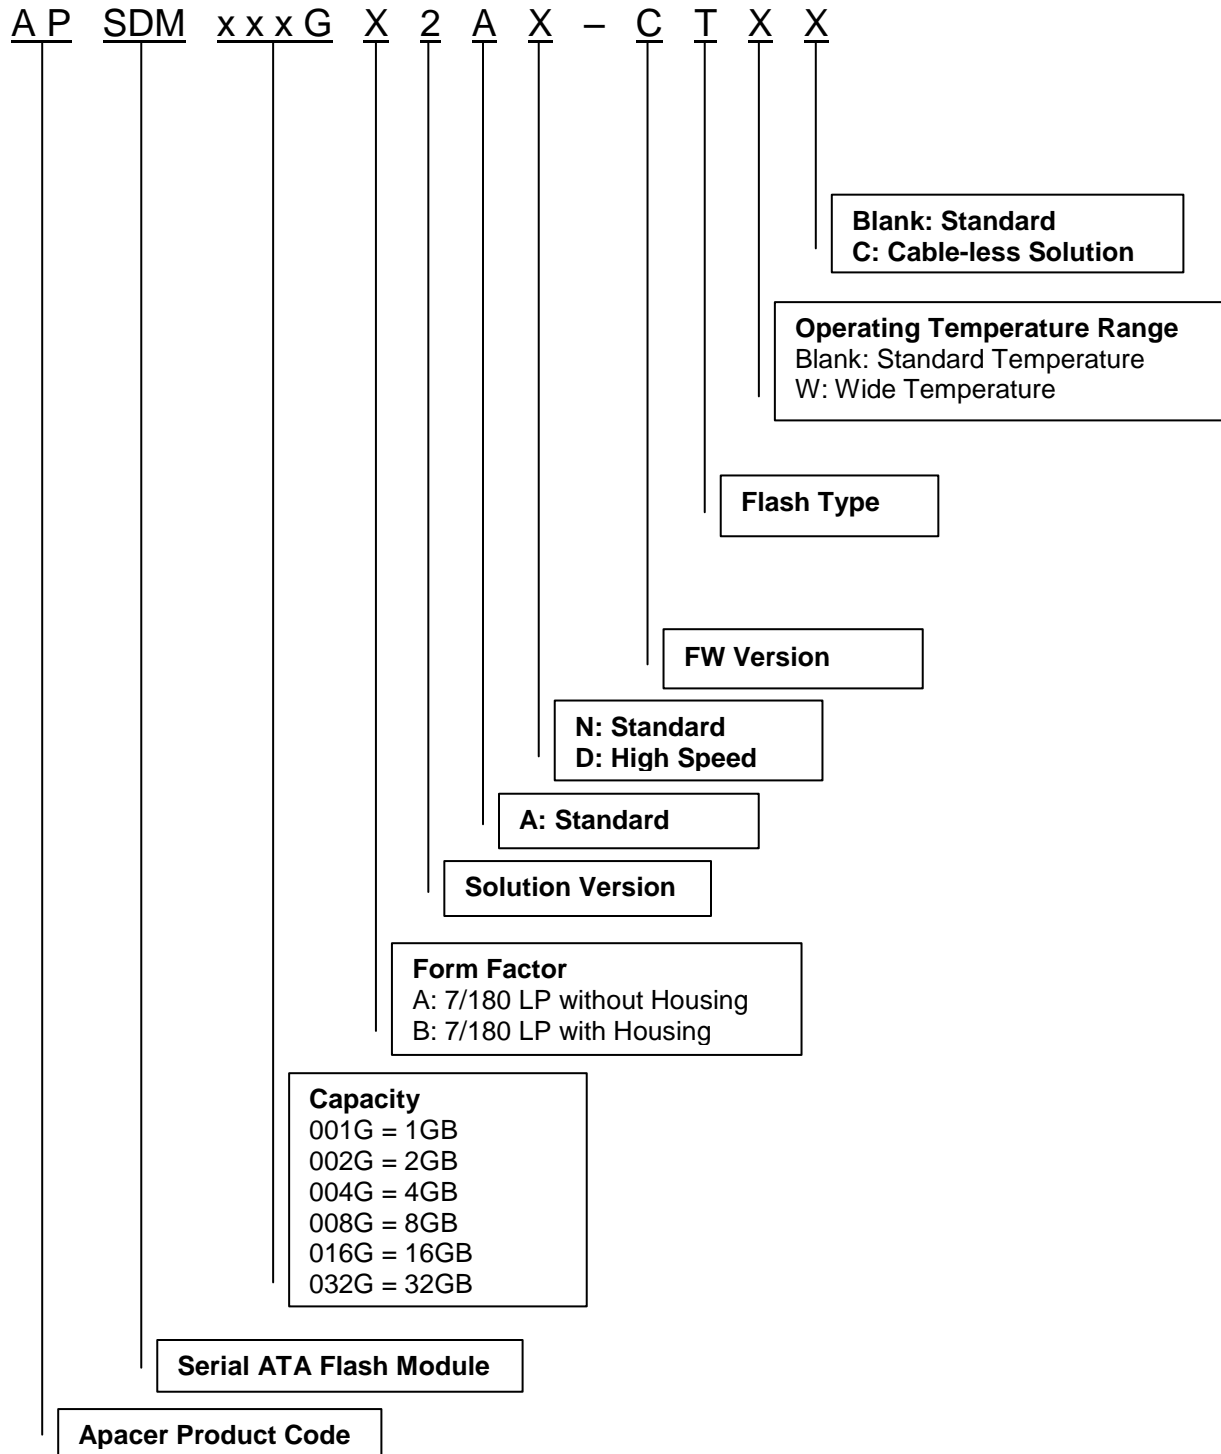 A P SDM x x x G X 2 A X – C T X X
Blank: Standard
C: Cable-less Solution
Operating Temperature Range
Blank: Standard Temperature
W: Wide Temperature
Flash Type
FW Version
N: Standard
D: High Speed
A: Standard
Solution Version
Form Factor
A: 7/180 LP without Housing
B: 7/180 LP with Housing
Capacity
001G = 1GB
002G = 2GB
004G = 4GB
008G = 8GB
016G = 16GB
032G = 32GB
Serial ATA Flash Module
Apacer Product Code